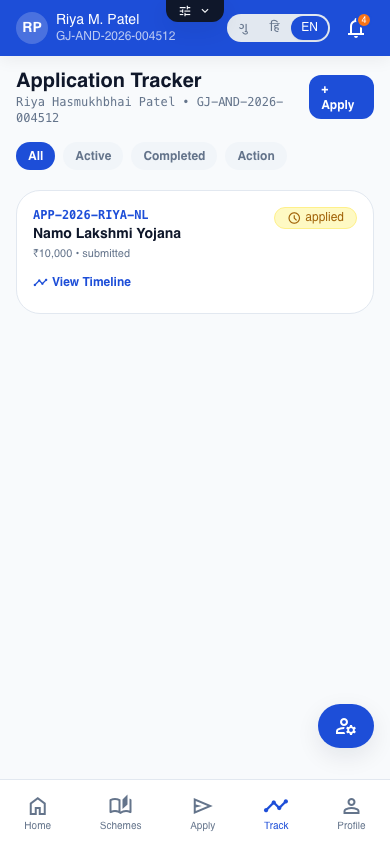 RP
Riya M. Patel
GJ-AND-2026-004512
ગુ
हि
EN
4
Application Tracker
Riya Hasmukhbhai Patel • GJ-AND-2026-
004512
+
Apply
All
Active
Completed
Action
APP-2026-RIYA-NL
applied
Namo Lakshmi Yojana
₹10,000 • submitted
View Timeline
Home
Schemes
Apply
Track
Profile